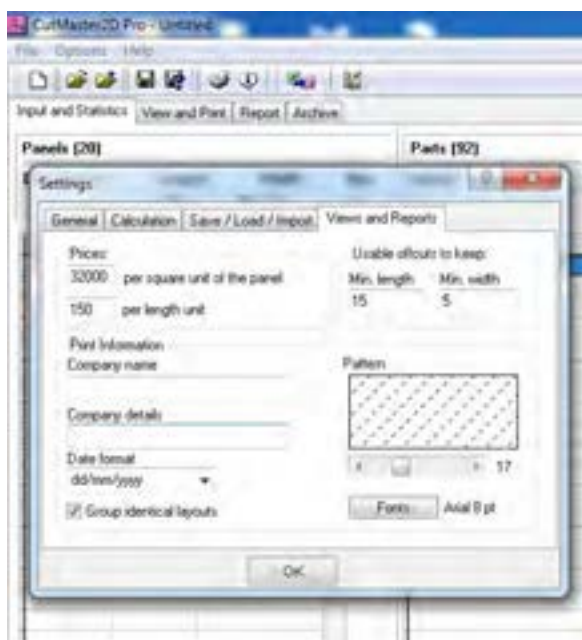 CutMaster2D Pro - Untitled
File Options Help
Input and Statistics View and Print Report Archive
Panels (20) Parts (92)
Settings
General Calculation Save / Load / Import Views and Reports
Prices: Usable offcuts to keep:
32000 per square unit of the panel Min. length Min. width
150 per length unit 15 5
Print Information
Company name Pattern
Company details
Date format 17
dd/mm/yyyy
Group identical layouts Fonts Arial 8 pt
OK